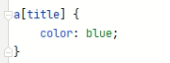 a[title] {
    color: blue;
}